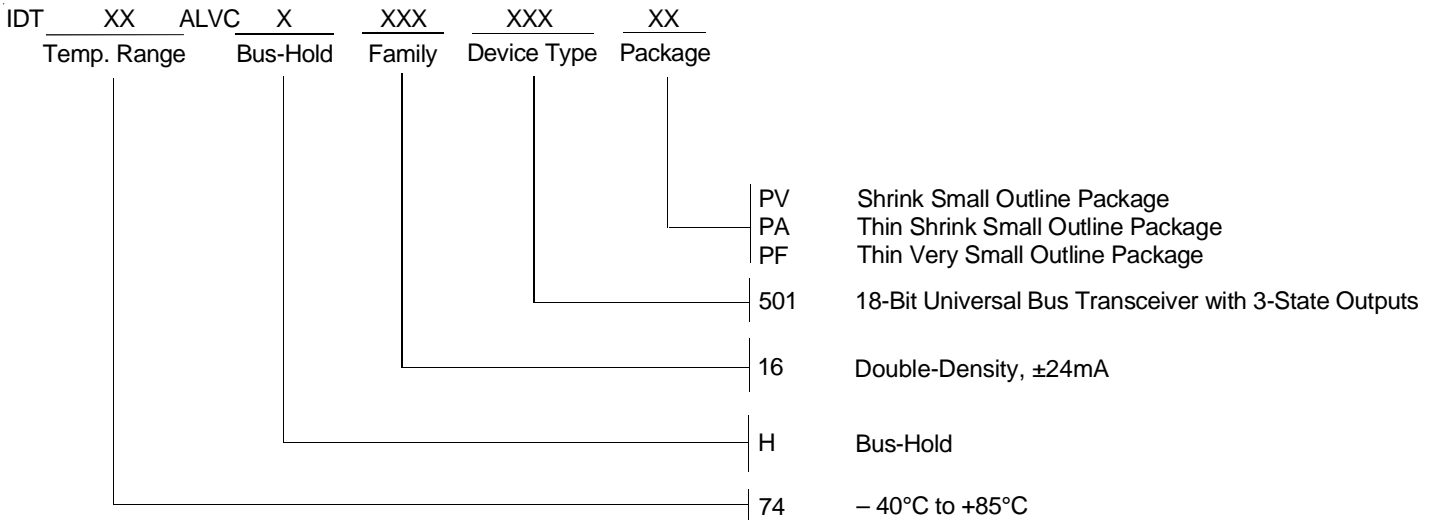 IDT XX ALVC X XXX XXX XX
Temp. Range Bus-Hold Family Device Type Package
PV Shrink Small Outline Package
PA Thin Shrink Small Outline Package
PF Thin Very Small Outline Package
501 18-Bit Universal Bus Transceiver with 3-State Outputs
16 Double-Density, ±24mA
H Bus-Hold
74 – 40°C to +85°C